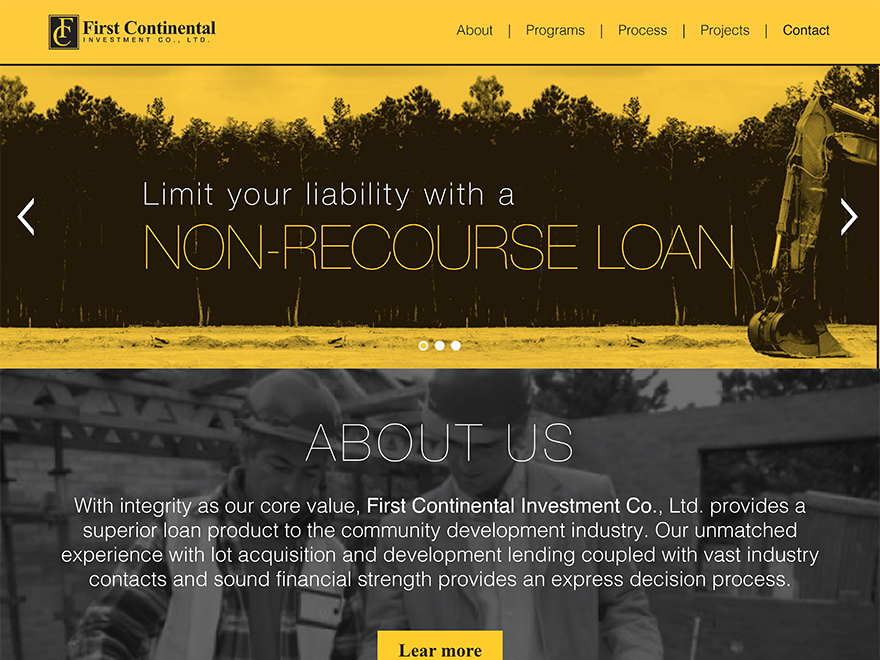 FC
First Continental
INVESTMENT CO., LTD.
About | Programs | Process | Projects | Contact
Limit your liability with a
NON-RECOURSE LOAN
ABOUT US
With integrity as our core value, First Continental Investment Co., Ltd. provides a
superior loan product to the community development industry. Our unmatched
experience with lot acquisition and development lending coupled with vast industry
contacts and sound financial strength provides an express decision process.
Lear more